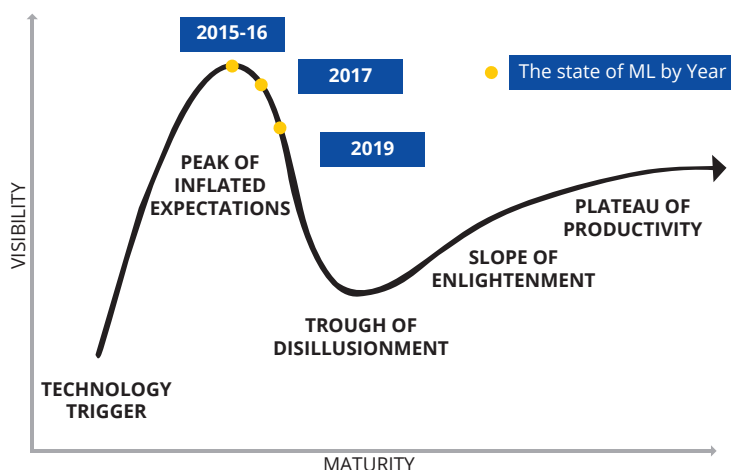 2015-16
2017
The state of ML by Year
2019
PEAK OF
INFLATED
EXPECTATIONS
VISIBILITY
PLATEAU OF
PRODUCTIVITY
SLOPE OF
ENLIGHTENMENT
TROUGH OF
DISILLUSIONMENT
TECHNOLOGY
TRIGGER
MATURITY